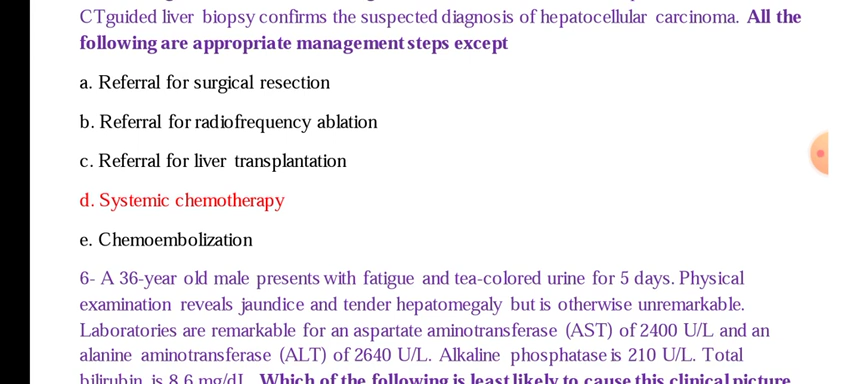 CTguided liver biopsy confirms the suspected diagnosis of hepatocellular carcinoma. All the
following are appropriate management steps except
a. Referral for surgical resection
b. Referral for radiofrequency ablation
c. Referral for liver transplantation
d. Systemic chemotherapy
e. Chemoembolization
6- A 36-year old male presents with fatigue and tea-colored urine for 5 days. Physical
examination reveals jaundice and tender hepatomegaly but is otherwise unremarkable.
Laboratories are remarkable for an aspartate aminotransferase (AST) of 2400 U/L and an
alanine aminotransferase (ALT) of 2640 U/L. Alkaline phosphatase is 210 U/L. Total
bilirubin is 8.6 mg/dL. Which of the following is least likely to cause this clinical picture